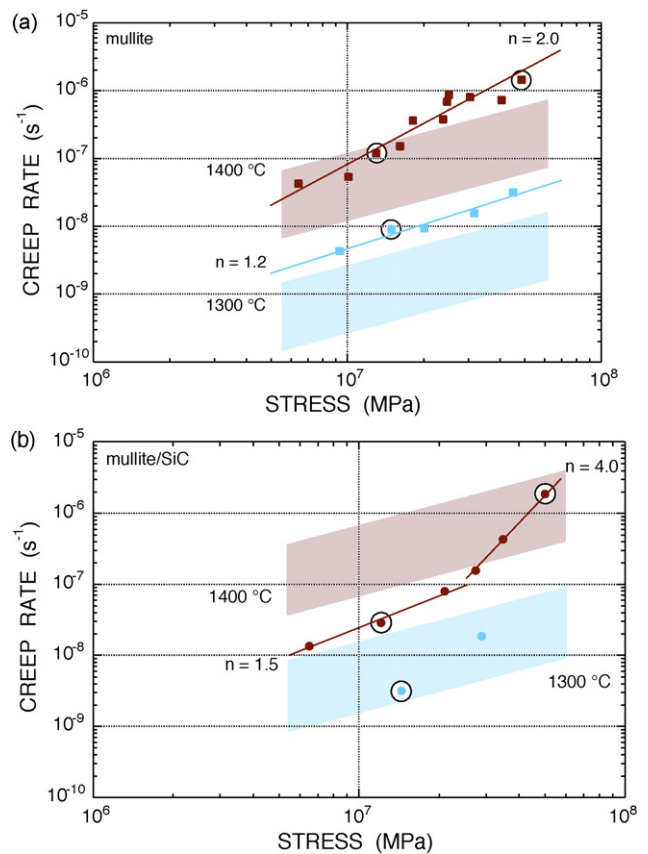 (a)
10⁻⁵
mullite
n = 2.0
10⁻⁶
1400 °C
10⁻⁷
CREEP RATE (s⁻¹)
10⁻⁸
n = 1.2
1300 °C
10⁻⁹
10⁻¹⁰
10⁶ 10⁷ 10⁸
STRESS (MPa)
(b)
10⁻⁵
mullite/SiC
n = 4.0
10⁻⁶
10⁻⁷
1400 °C
CREEP RATE (s⁻¹)
10⁻⁸
n = 1.5
1300 °C
10⁻⁹
10⁻¹⁰
10⁶ 10⁷ 10⁸
STRESS (MPa)